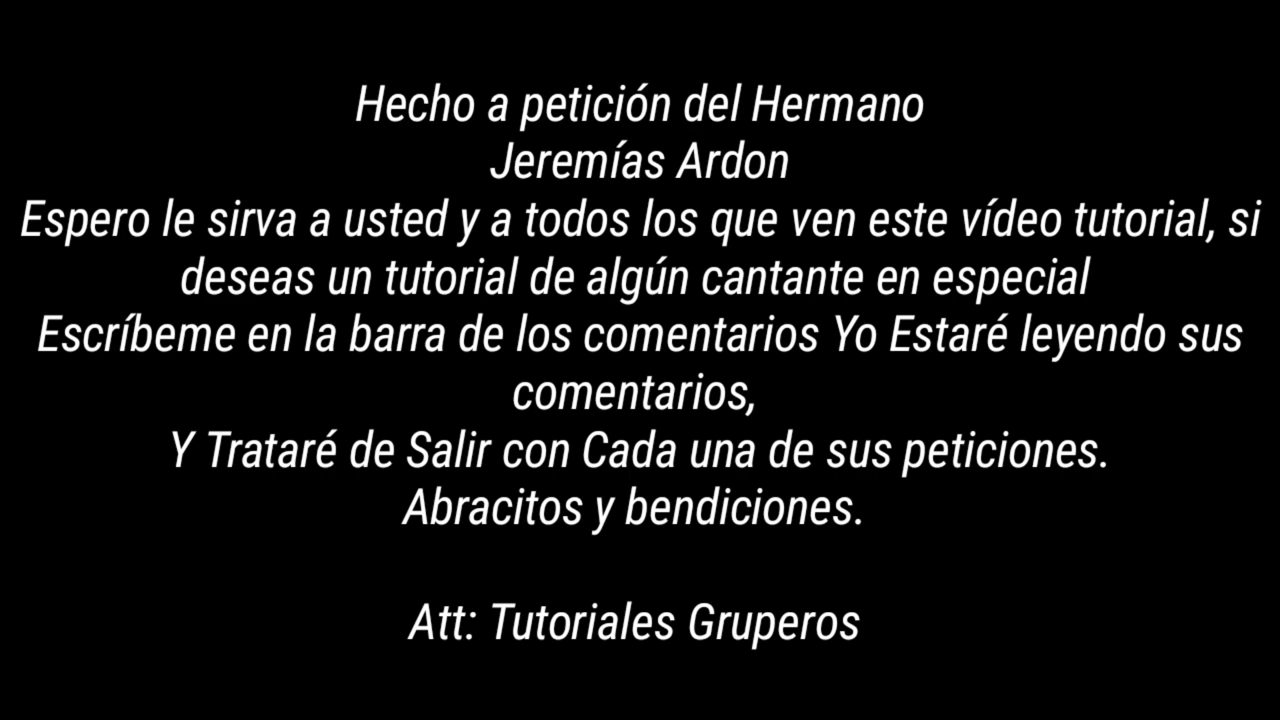 Hecho a petición del Hermano
Jeremías Ardon
Espero le sirva a usted y a todos los que ven este vídeo tutorial, si
deseas un tutorial de algún cantante en especial
Escríbeme en la barra de los comentarios Yo Estaré leyendo sus
comentarios,
Y Trataré de Salir con Cada una de sus peticiones.
Abracitos y bendiciones.
Att: Tutoriales Gruperos